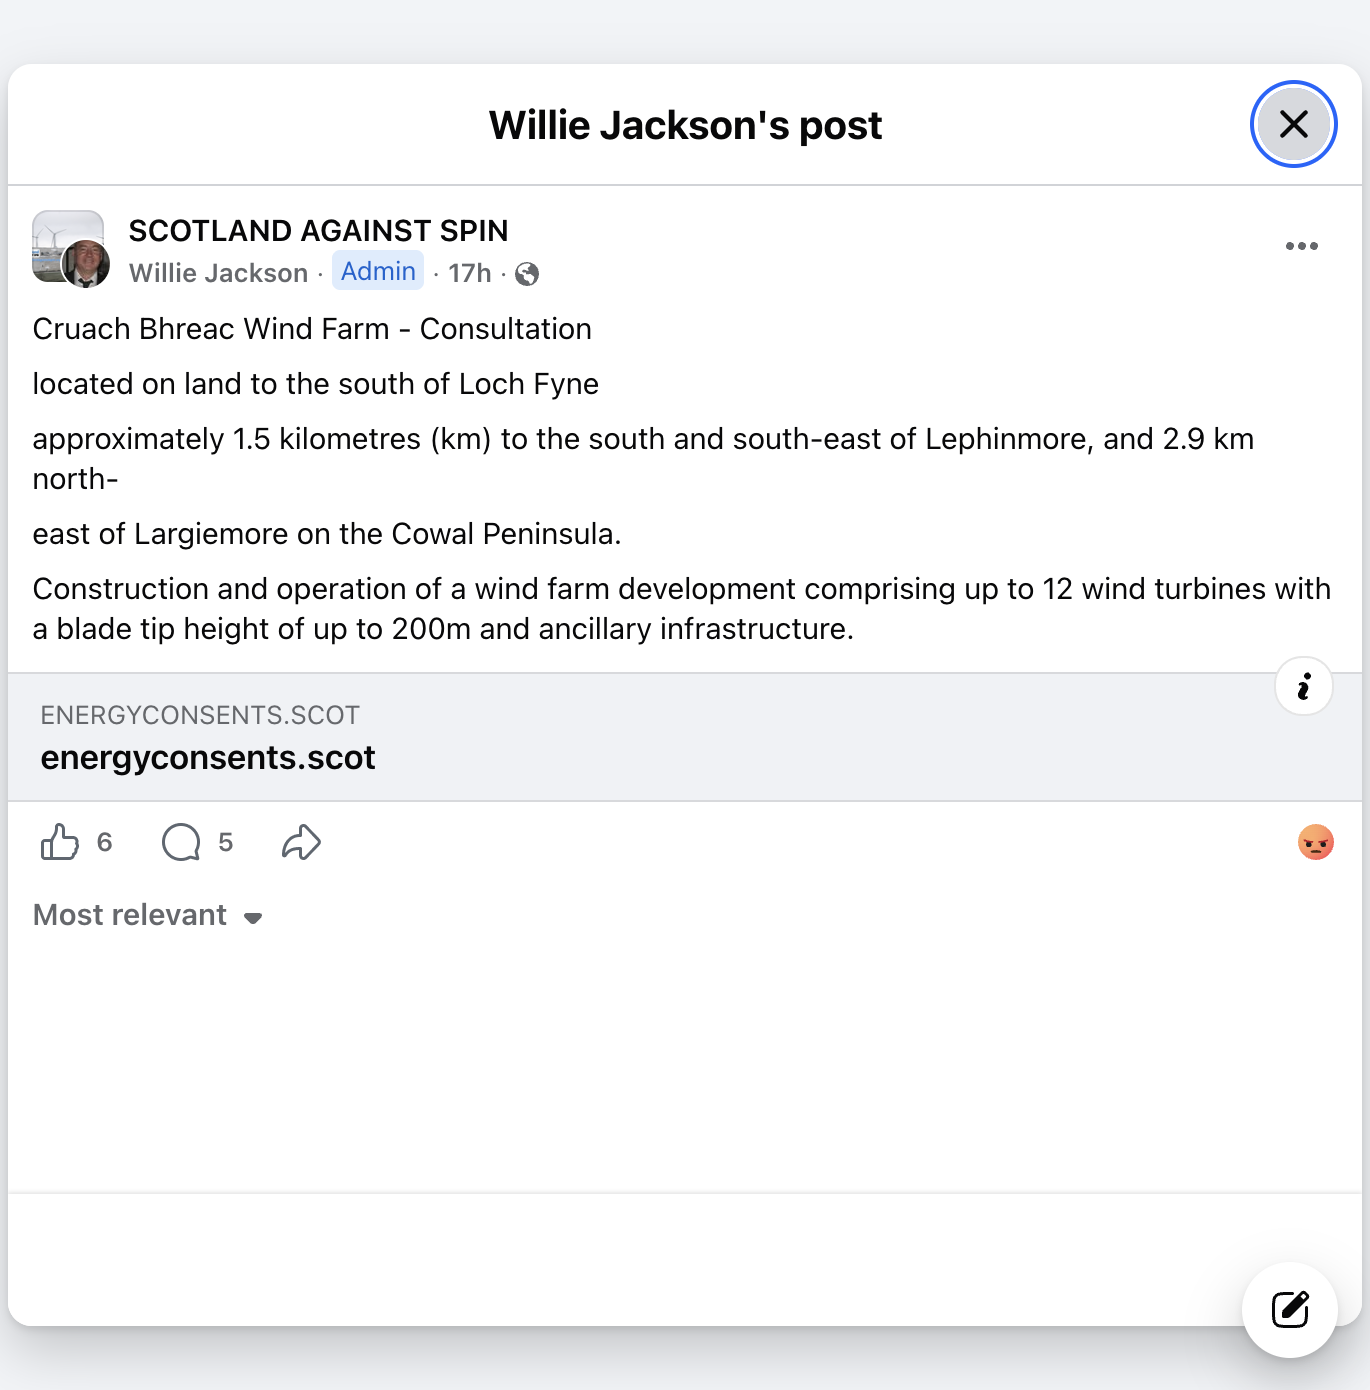 Willie Jackson's post
SCOTLAND AGAINST SPIN
Willie Jackson · Admin · 17h ·
Cruach Bhreac Wind Farm - Consultation
located on land to the south of Loch Fyne
approximately 1.5 kilometres (km) to the south and south-east of Lephinmore, and 2.9 km
north-
east of Largiemore on the Cowal Peninsula.
Construction and operation of a wind farm development comprising up to 12 wind turbines with
a blade tip height of up to 200m and ancillary infrastructure.
ENERGYCONSENTS.SCOT
energyconsents.scot
6 5
Most relevant